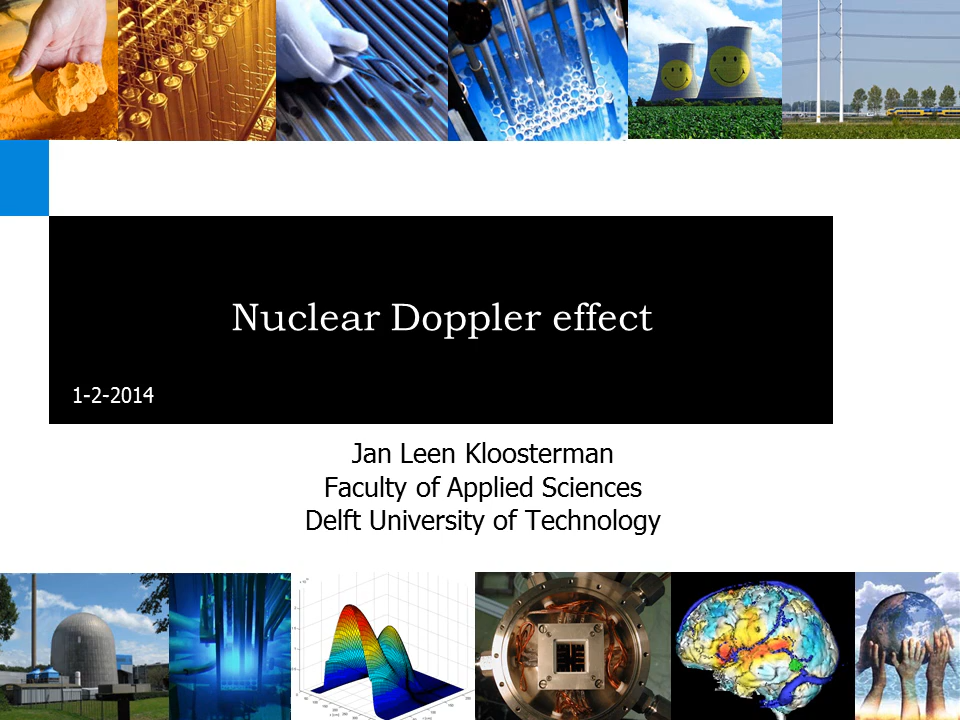 Nuclear Doppler effect
1-2-2014
Jan Leen Kloosterman
Faculty of Applied Sciences
Delft University of Technology